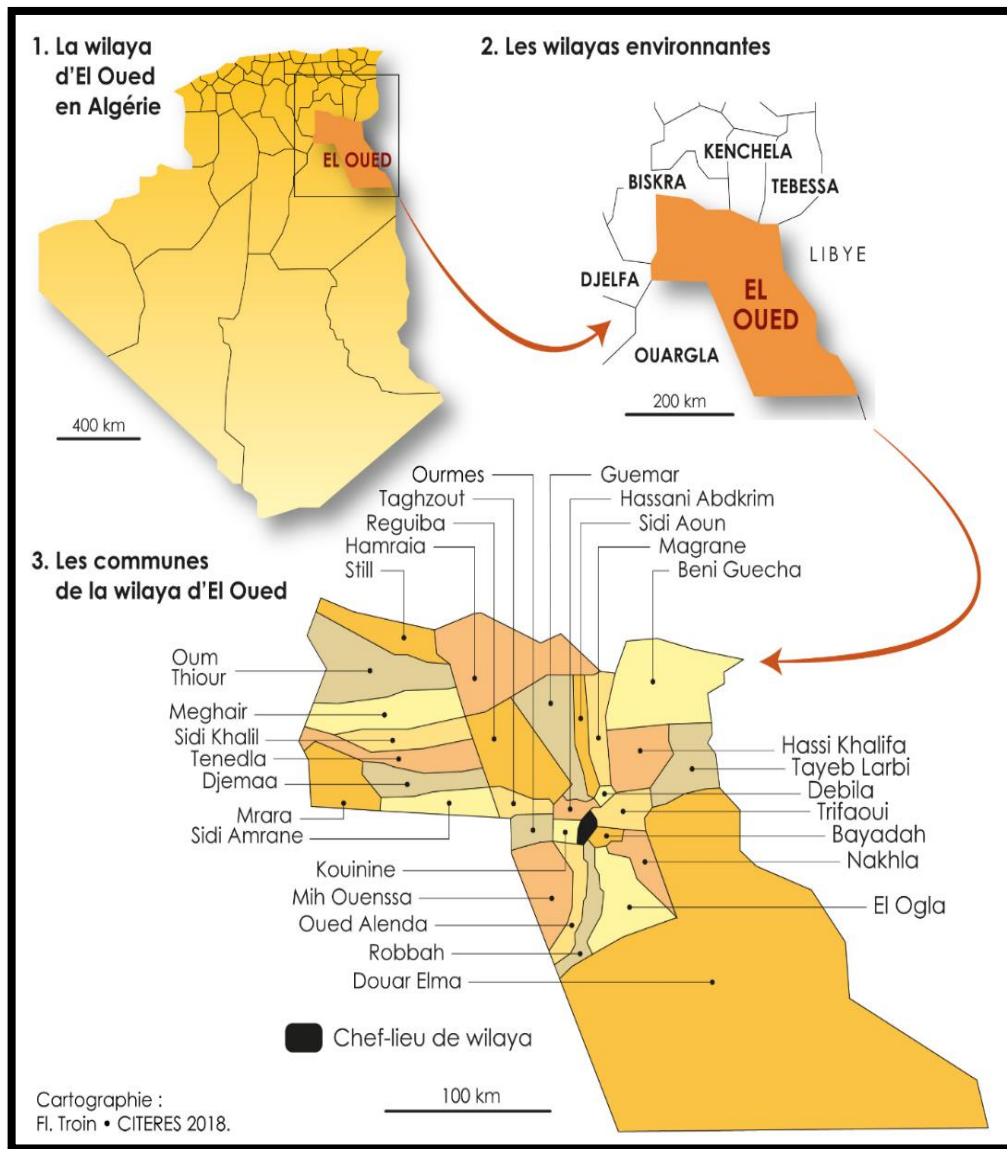 1. La wilaya
d'El Oued
en Algérie
EL OUED
400 km
2. Les wilayas environnantes
KENCHELA
BISKRA
TEBESSA
LIBYE
DJELFA
EL
OUED
OUARGLA
200 km
3. Les communes
de la wilaya d'El Oued
Ourmes
Taghzout
Reguiba
Hamraia
Still
Guemar
Hassani Abdkrim
Sidi Aoun
Magrane
Beni Guecha
Oum
Thiour
Meghair
Sidi Khalil
Tenedla
Djemaa
Mrara
Sidi Amrane
Hassi Khalifa
Tayeb Larbi
Debila
Trifaoui
Bayadah
Nakhla
El Ogla
Kouinine
Mih Ouenssa
Oued Alenda
Robbah
Douar Elma
Chef-lieu de wilaya
100 km
Cartographie :
Fl. Troin • CITERES 2018.